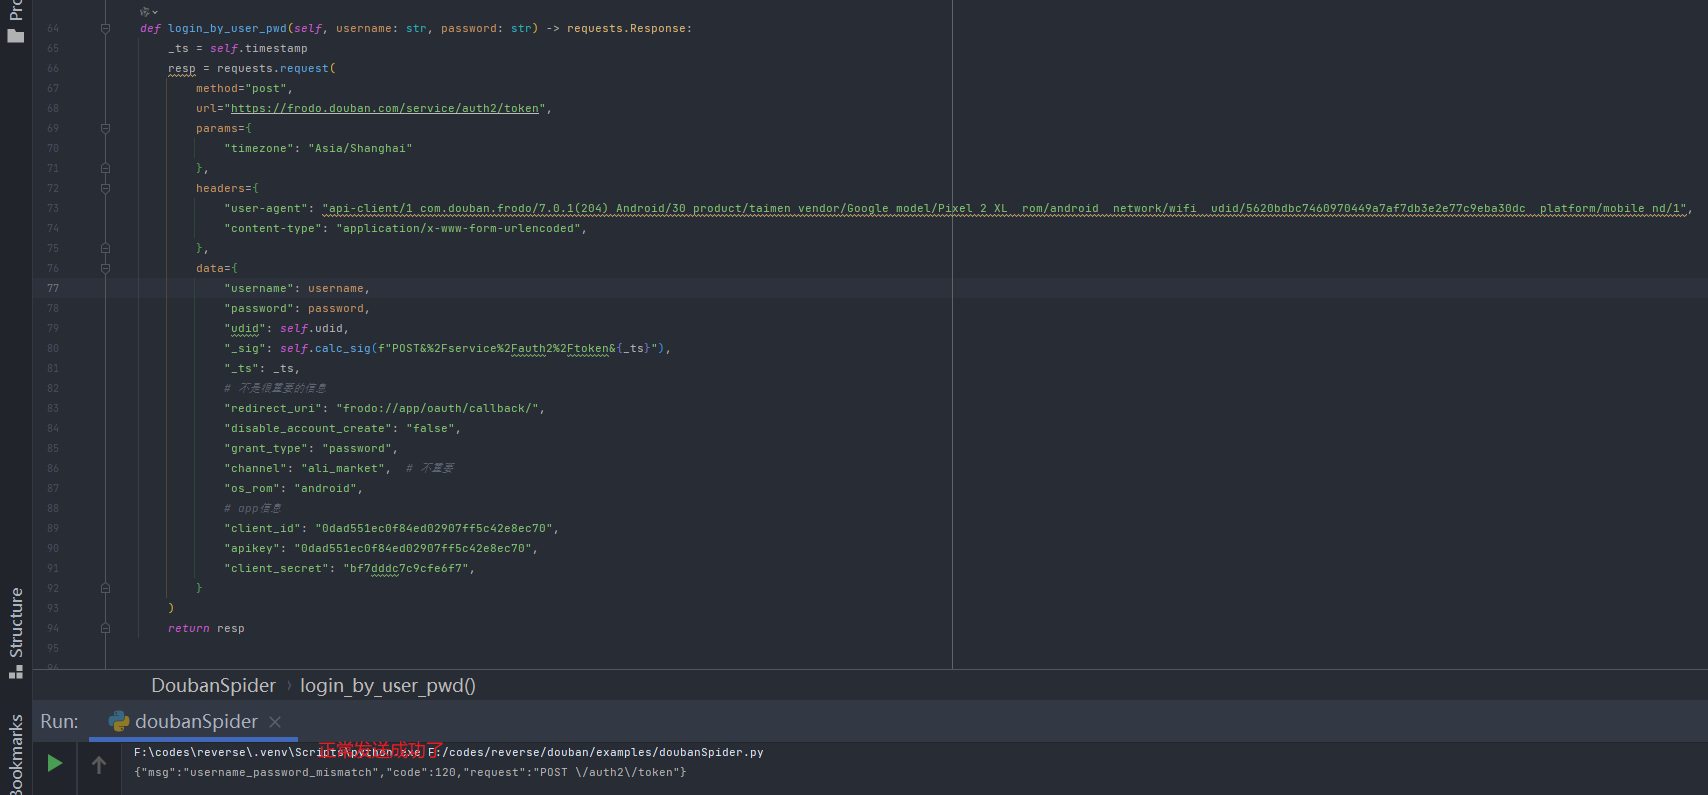 Pro
64 def login_by_user_pwd(self, username: str, password: str) -> requests.Response:
65 _ts = self.timestamp
66 resp = requests.request(
67 method="post",
68 url="https://frodo.douban.com/service/auth2/token",
69 params={
70 "timezone": "Asia/Shanghai"
71 },
72 headers={
73 "user-agent": "api-client/1 com.douban.frodo/7.0.1(204) Android/30 product/taimen vendor/Google model/Pixel 2 XL  rom/android  network/wifi  udid/5620bdbc7460970449a7af7db3e2e77c9eba30dc  platform/mobile nd/1",
74 "content-type": "application/x-www-form-urlencoded",
75 },
76 data={
77 "username": username,
78 "password": password,
79 "udid": self.udid,
80 "_sig": self.calc_sig(f"POST&%2Fservice%2Fauth2%2Ftoken&{_ts}"),
81 "_ts": _ts,
82 # 不是很重要的信息
83 "redirect_uri": "frodo://app/oauth/callback/",
84 "disable_account_create": "false",
85 "grant_type": "password",
86 "channel": "ali_market",  # 不重要
87 "os_rom": "android",
88 # app信息
89 "client_id": "0dad551ec0f84ed02907ff5c42e8ec70",
90 "apikey": "0dad551ec0f84ed02907ff5c42e8ec70",
91 "client_secret": "bf7dddc7c9cfe6f7",
92 }
93 )
94 return resp
95
96
Structure
Bookmarks
DoubanSpider › login_by_user_pwd()
Run: doubanSpider
正常发送成功了
F:\codes\reverse\.venv\Scripts\python.exe F:/codes/reverse/douban/examples/doubanSpider.py
{"msg":"username_password_mismatch","code":120,"request":"POST \/auth2\/token"}